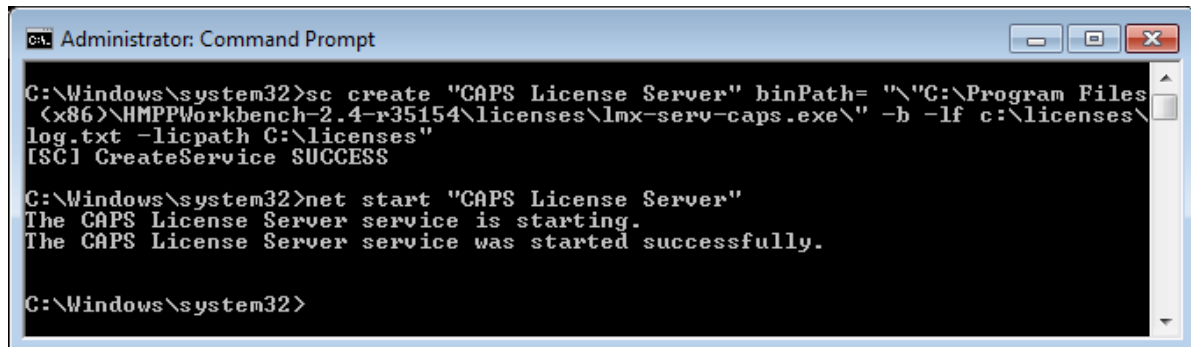 Administrator: Command Prompt
C:\Windows\system32>sc create "CAPS License Server" binPath= "\"C:\Program Files
 (x86)\HMPPWorkbench-2.4-r35154\licenses\lmx-serv-caps.exe\" -b -lf c:\licenses\
log.txt -licpath C:\licenses"
[SC] CreateService SUCCESS
C:\Windows\system32>net start "CAPS License Server"
The CAPS License Server service is starting.
The CAPS License Server service was started successfully.
C:\Windows\system32>